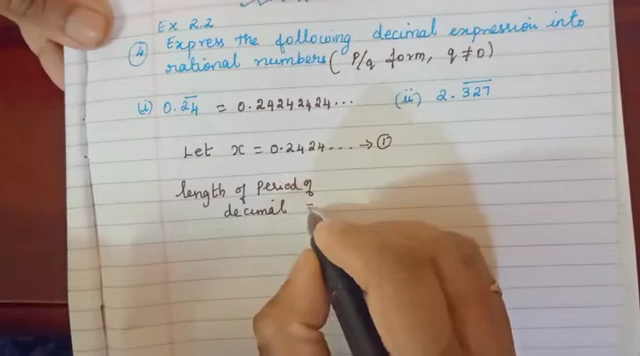 Ex 2.2
④ Express the following decimal expression into
rational numbers ( P/q form, q ≠ 0)
(i) 0.2̅4̅ = 0.24242424... (ii) 2.3̅2̅7̅
Let x = 0.2424.... → ①
length of Period of
decimal =